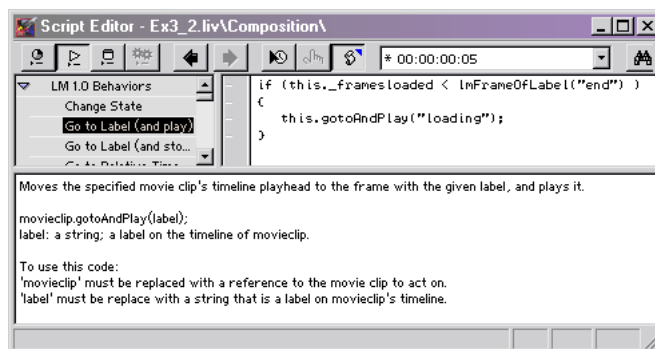 Script Editor - Ex3_2.liv\Composition\
* 00:00:00:05
LM 1.0 Behaviors
Change State
Go to Label (and play)
Go to Label (and sto...
Go to Relative Time
if (this._framesloaded < lmFrameOfLabel("end") )
{
this.gotoAndPlay("loading");
}
Moves the specified movie clip's timeline playhead to the frame with the given label, and plays it.
movieclip.gotoAndPlay(label);
label: a string; a label on the timeline of movieclip.
To use this code:
'movieclip' must be replaced with a reference to the movie clip to act on.
'label' must be replace with a string that is a label on movieclip's timeline.